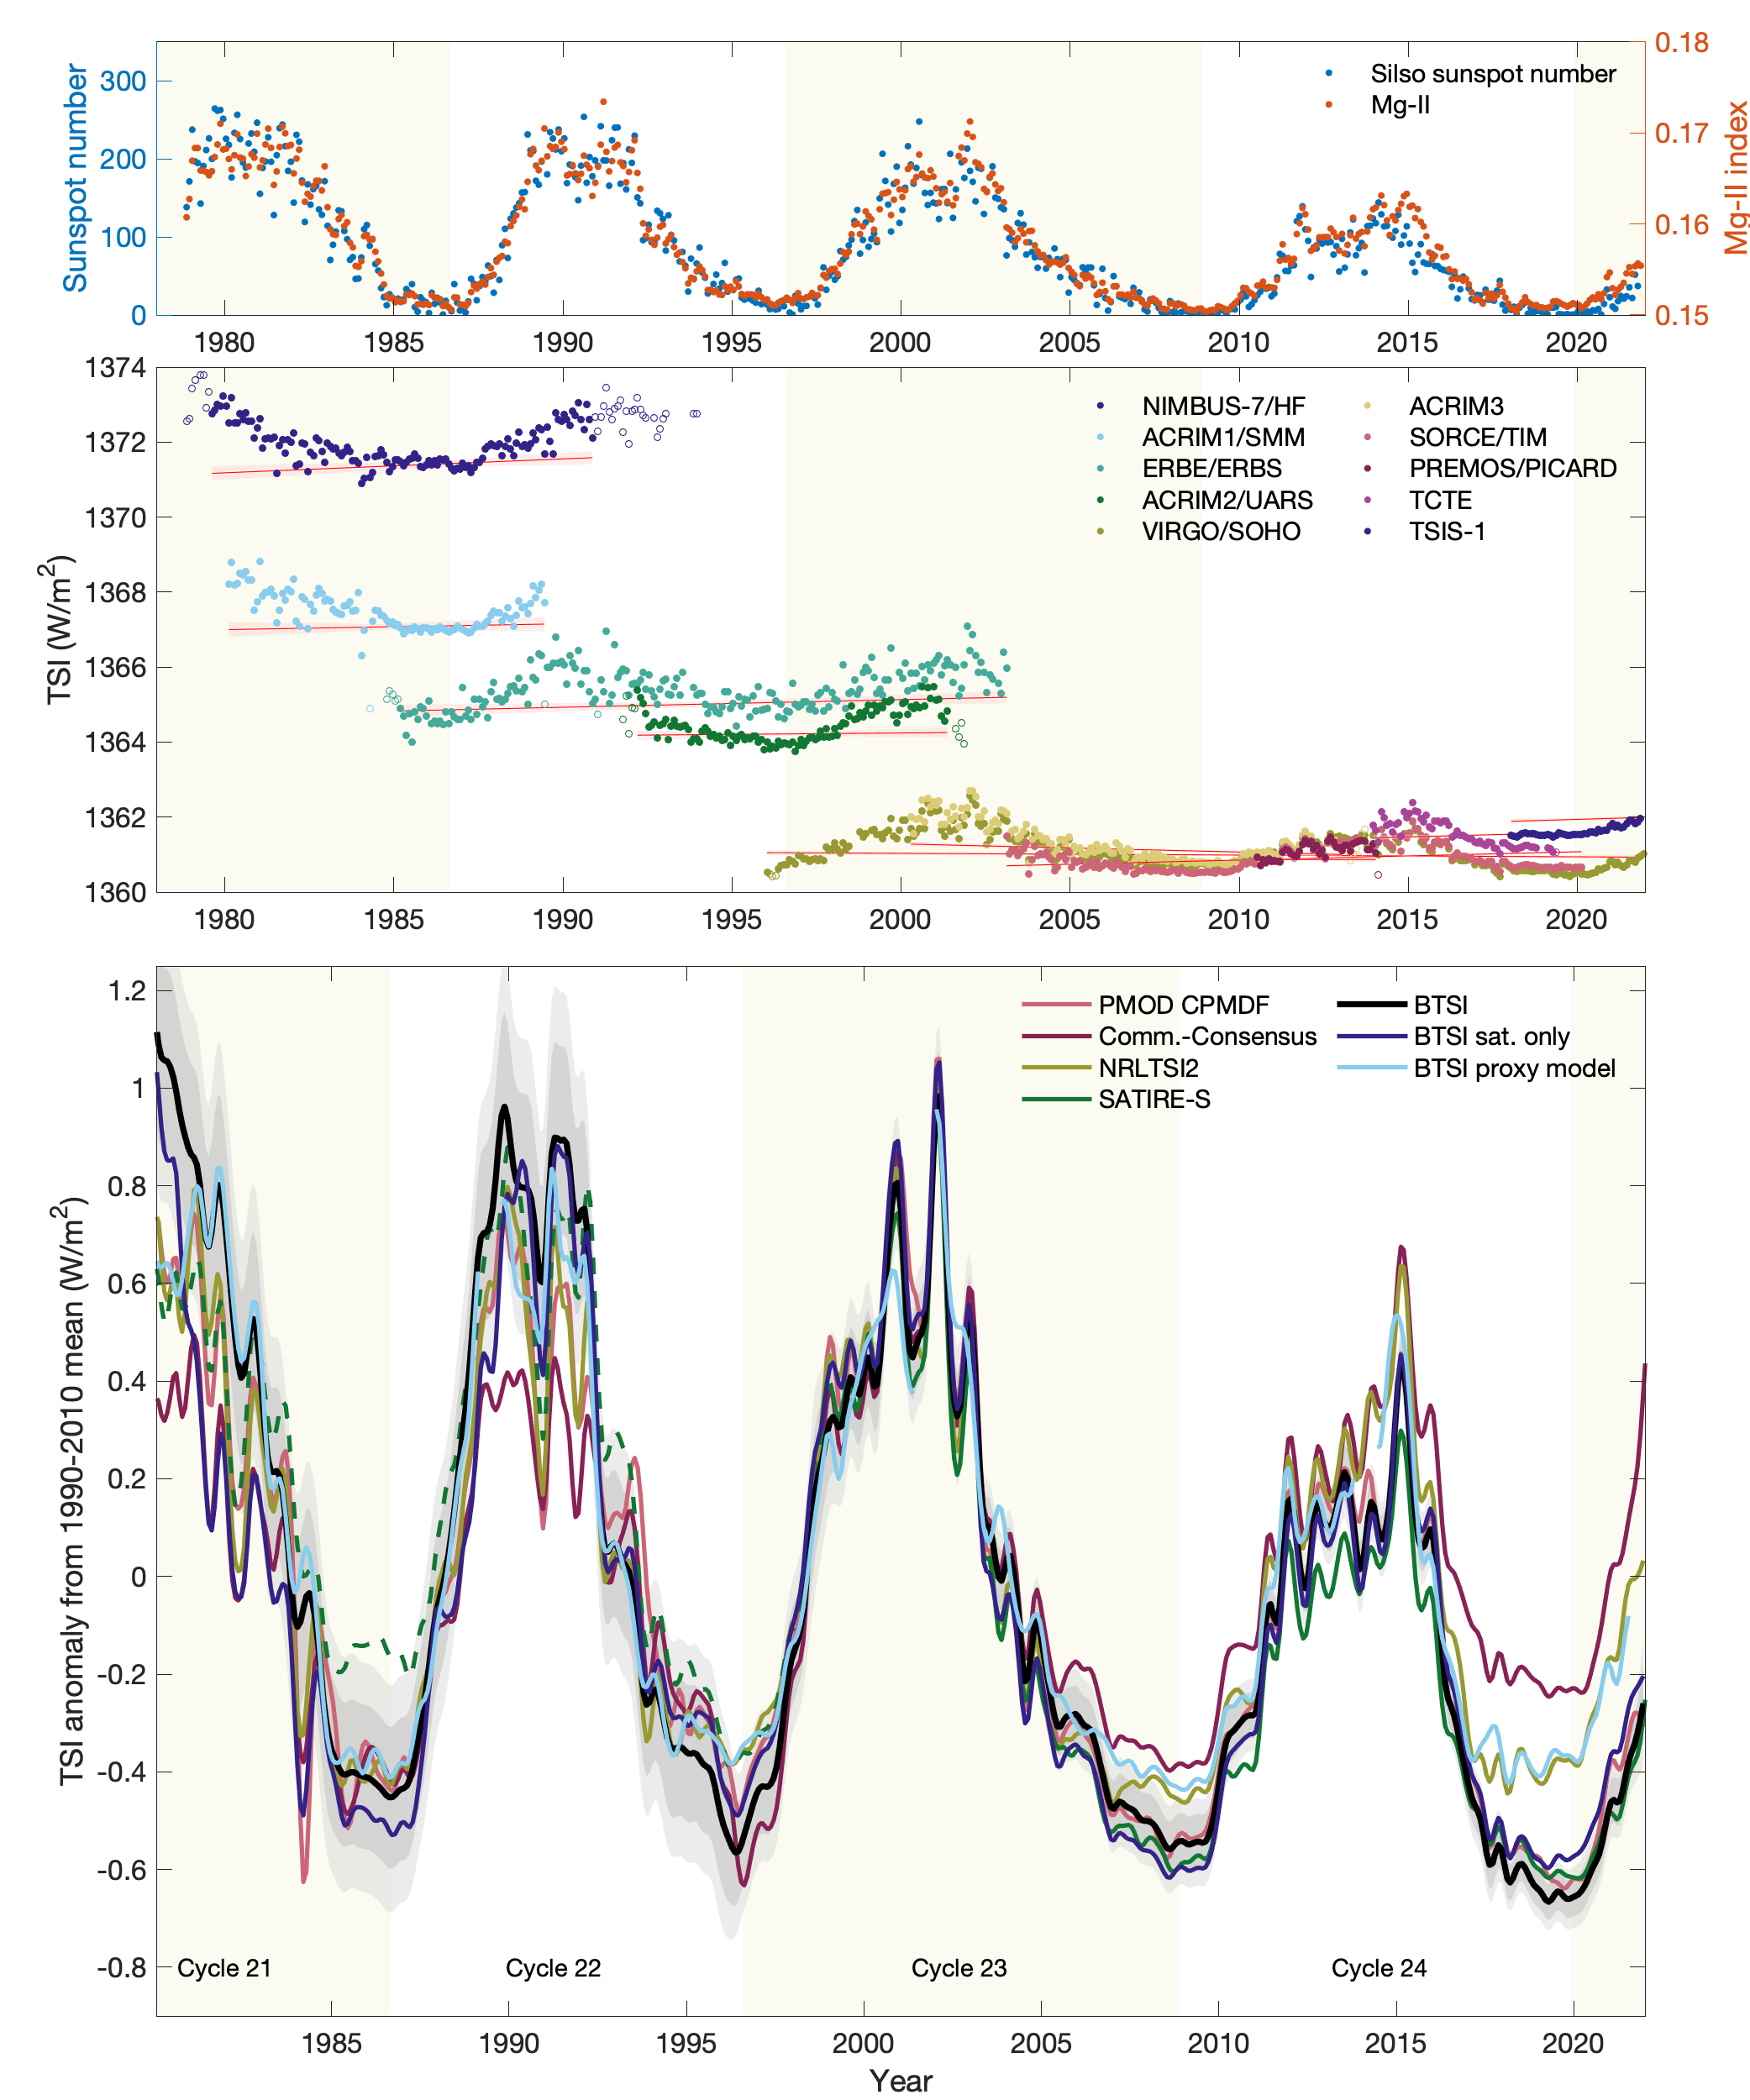 Sunspot number
300
200
100
0
Silso sunspot number
Mg-II
0.18
0.17
0.16
0.15
Mg-II index
1980 1985 1990 1995 2000 2005 2010 2015 2020
TSI (W/m²)
1374
1372
1370
1368
1366
1364
1362
1360
NIMBUS-7/HF
ACRIM1/SMM
ERBE/ERBS
ACRIM2/UARS
VIRGO/SOHO
ACRIM3
SORCE/TIM
PREMOS/PICARD
TCTE
TSIS-1
1980 1985 1990 1995 2000 2005 2010 2015 2020
TSI anomaly from 1990-2010 mean (W/m²)
1.2
1
0.8
0.6
0.4
0.2
0
-0.2
-0.4
-0.6
-0.8
PMOD CPMDF
Comm.-Consensus
NRLTSI2
SATIRE-S
BTSI
BTSI sat. only
BTSI proxy model
Cycle 21 Cycle 22 Cycle 23 Cycle 24
1985 1990 1995 2000 2005 2010 2015 2020
Year